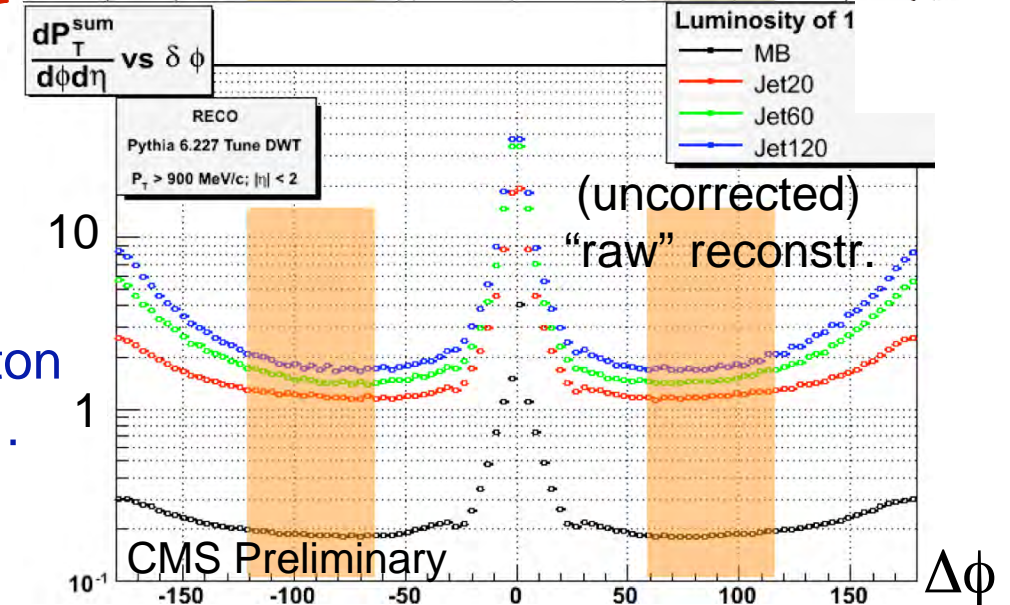 dP_T^sum / dφdη vs δ φ
RECO
Pythia 6.227 Tune DWT
P_T > 900 MeV/c; |η| < 2
Luminosity of 1
MB
Jet20
Jet60
Jet120
(uncorrected)
“raw” reconstr.
10
1
10^-1
ton
.
CMS Preliminary
-150 -100 -50 0 50 100 150
Δφ